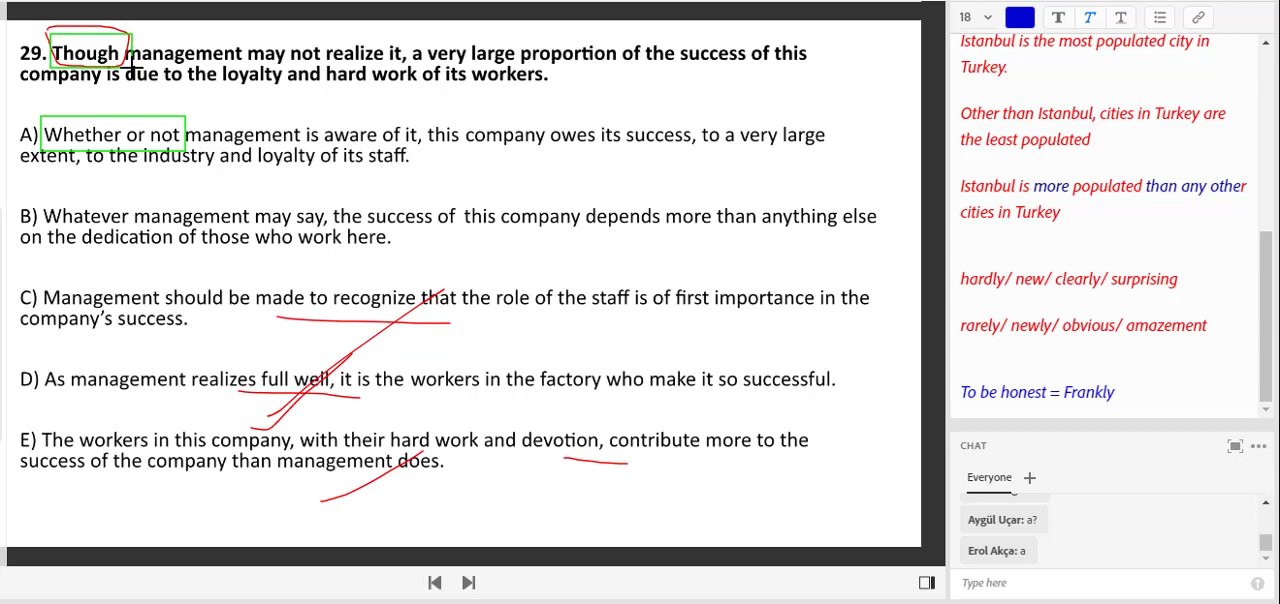 29. Though management may not realize it, a very large proportion of the success of this
company is due to the loyalty and hard work of its workers.
A) Whether or not management is aware of it, this company owes its success, to a very large
extent, to the industry and loyalty of its staff.
B) Whatever management may say, the success of this company depends more than anything else
on the dedication of those who work here.
C) Management should be made to recognize that the role of the staff is of first importance in the
company's success.
D) As management realizes full well, it is the workers in the factory who make it so successful.
E) The workers in this company, with their hard work and devotion, contribute more to the
success of the company than management does.
18
T T T
Istanbul is the most populated city in
Turkey.
Other than Istanbul, cities in Turkey are
the least populated
Istanbul is more populated than any other
cities in Turkey
hardly/ new/ clearly/ surprising
rarely/ newly/ obvious/ amazement
To be honest = Frankly
CHAT
Everyone
Aygül Uçar: a?
Erol Akça: a
Type here